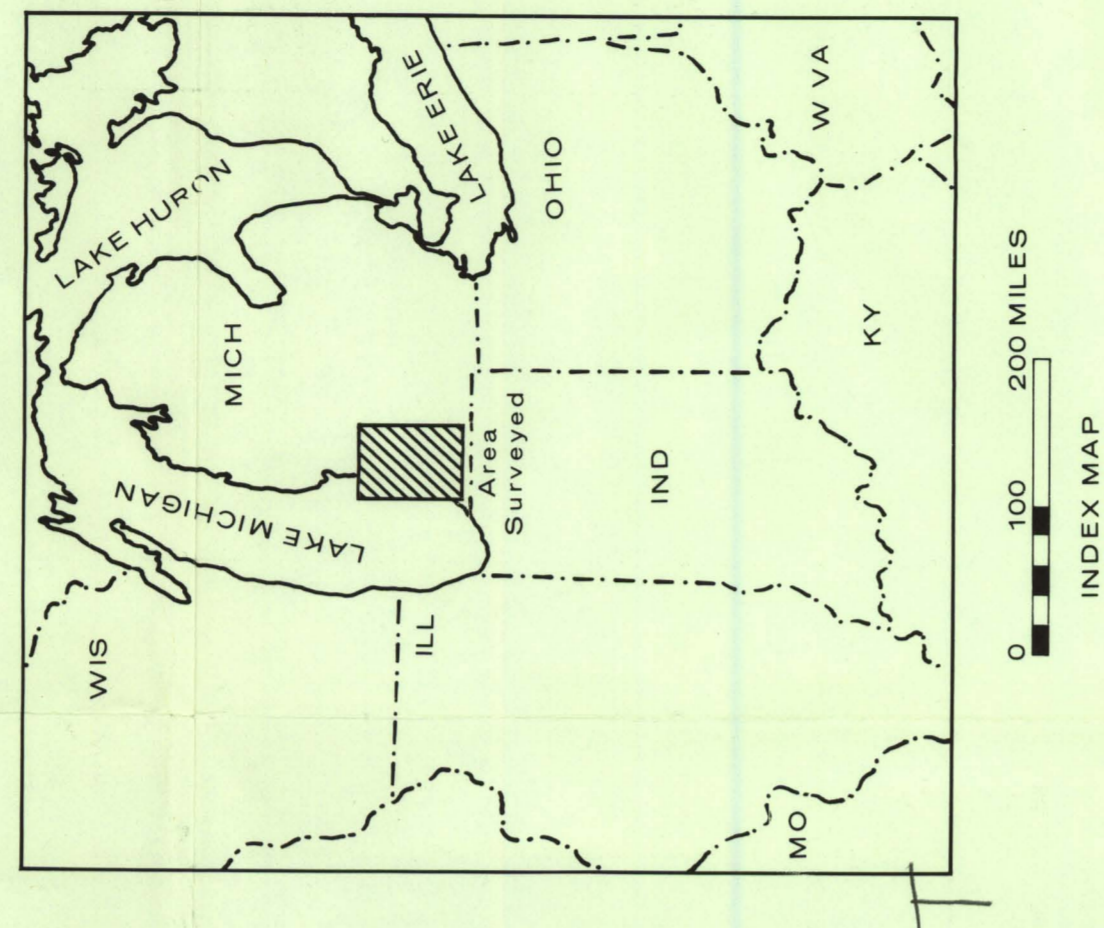 LAKE HURON
LAKE ERIE
MICH
OHIO
W VA
LAKE MICHIGAN
Area
Surveyed
IND
KY
WIS
ILL
MO
0 100 200 MILES
INDEX MAP